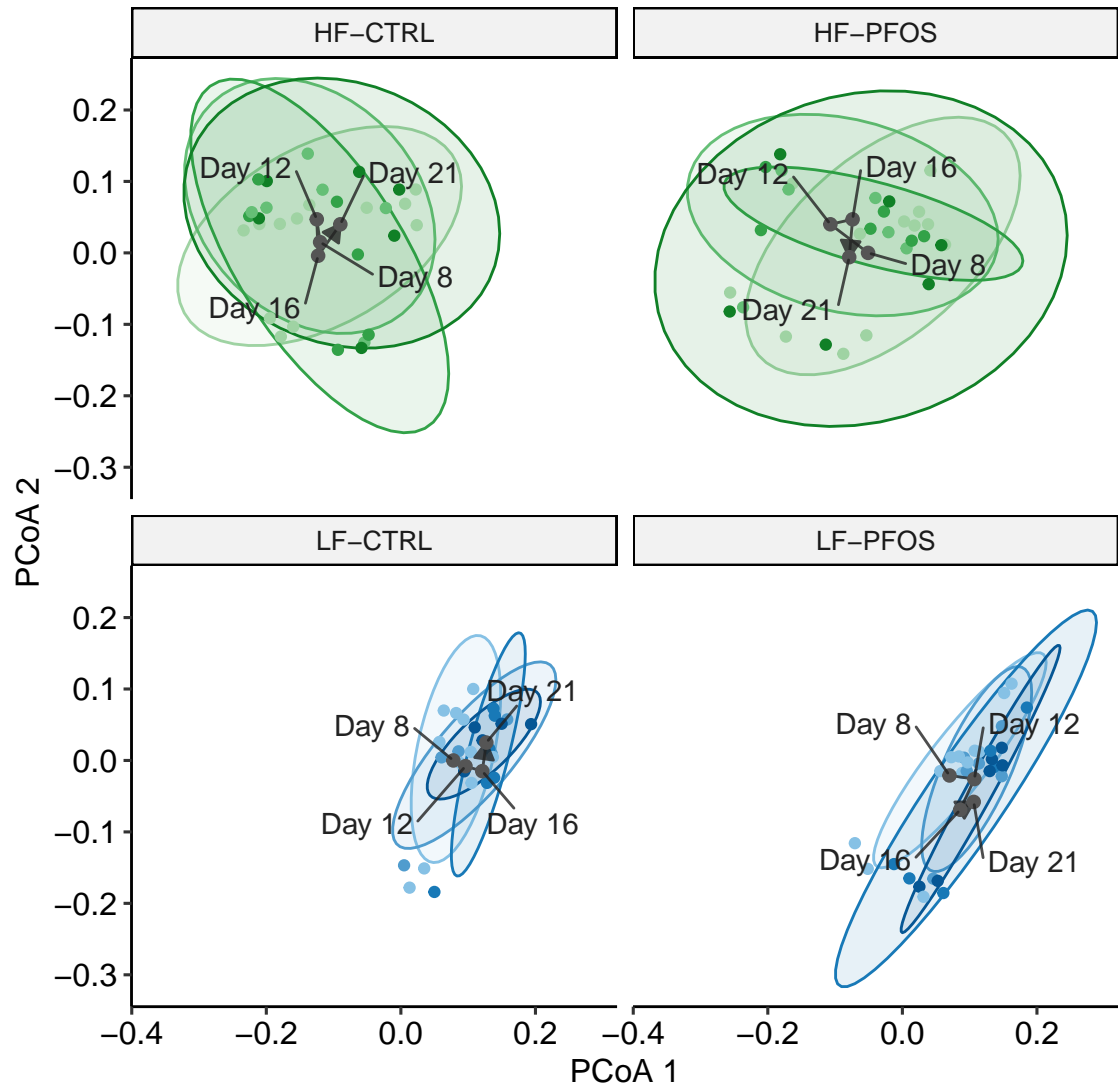 HF−CTRL
HF−PFOS
0.2
0.1
0.0
−0.1
−0.2
−0.3
Day 12
Day 21
Day 8
Day 16
Day 16
Day 12
Day 8
Day 21
PCoA 2
LF−CTRL
LF−PFOS
0.2
0.1
0.0
−0.1
−0.2
−0.3
Day 21
Day 8
Day 12
Day 16
Day 8
Day 12
Day 16
Day 21
−0.4
−0.2
0.0
0.2
−0.4
−0.2
0.0
0.2
PCoA 1